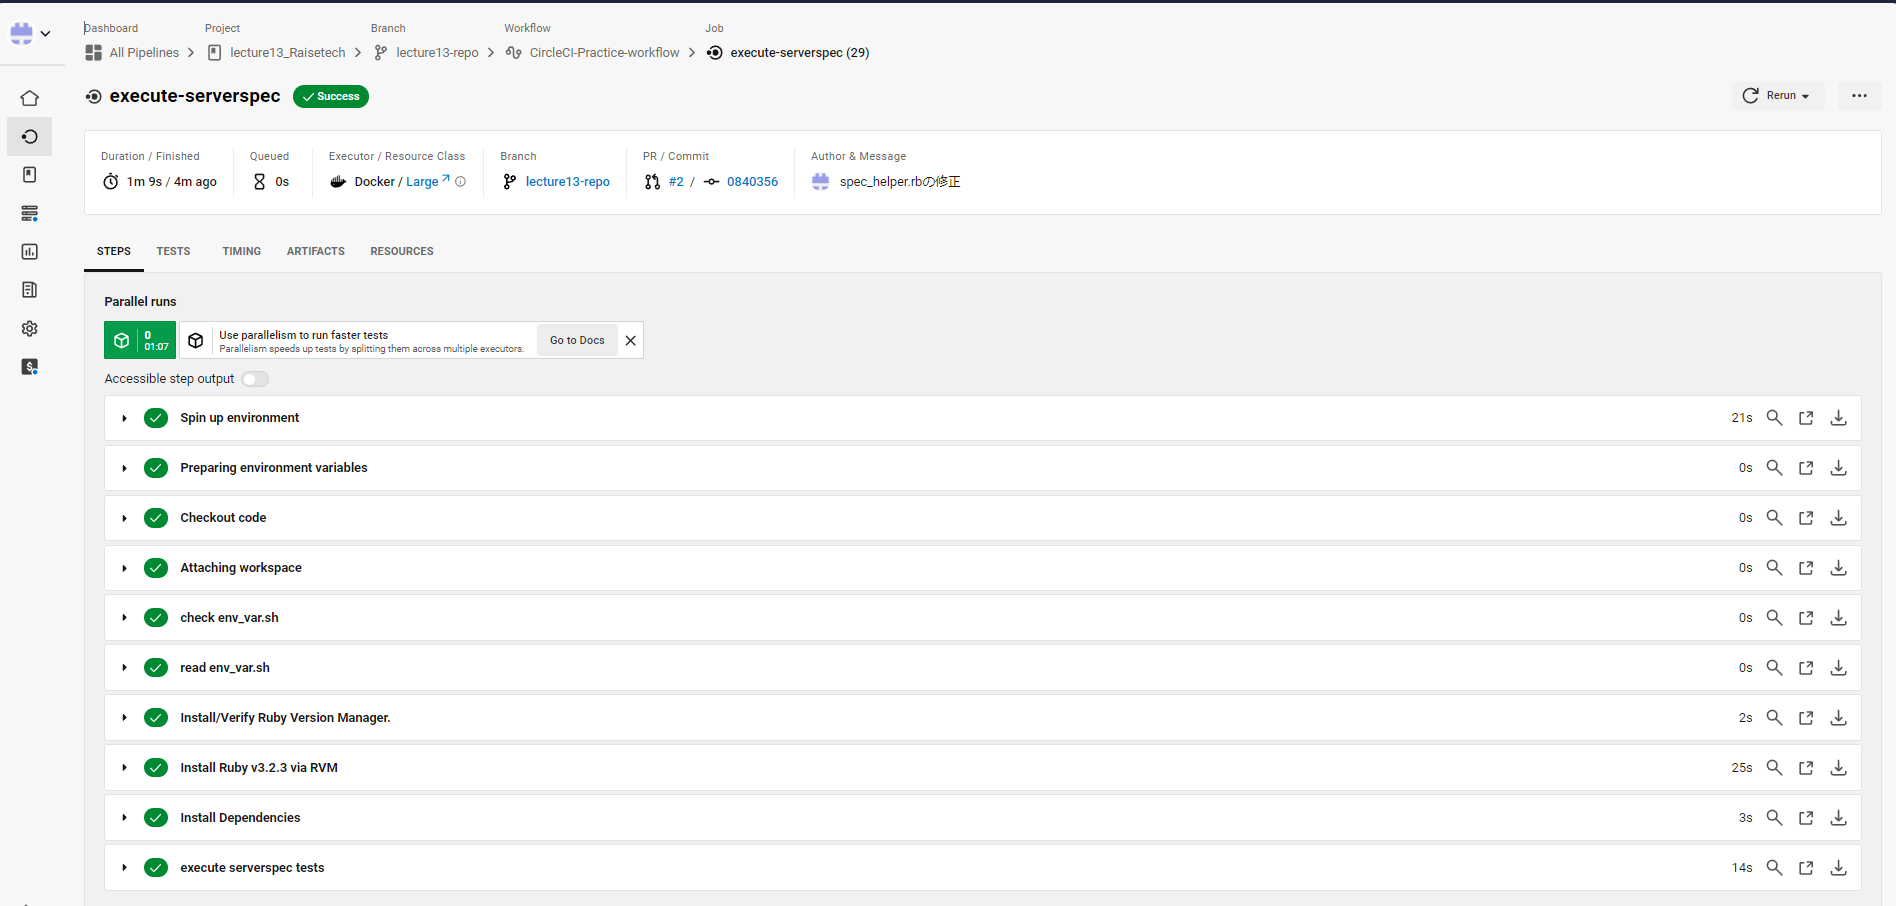 Dashboard Project Branch Workflow Job
All Pipelines lecture13_Raisetech lecture13-repo CircleCI-Practice-workflow execute-serverspec (29)
execute-serverspec Success Rerun
Duration / Finished Queued Executor / Resource Class Branch PR / Commit Author & Message
1m 9s / 4m ago 0s Docker / Large lecture13-repo #2 / 0840356 spec_helper.rbの修正
STEPS TESTS TIMING ARTIFACTS RESOURCES
Parallel runs
0
01:07
Use parallelism to run faster tests
Parallelism speeds up tests by splitting them across multiple executors.
Go to Docs
Accessible step output
Spin up environment 21s
Preparing environment variables 0s
Checkout code 0s
Attaching workspace 0s
check env_var.sh 0s
read env_var.sh 0s
Install/Verify Ruby Version Manager. 2s
Install Ruby v3.2.3 via RVM 25s
Install Dependencies 3s
execute serverspec tests 14s